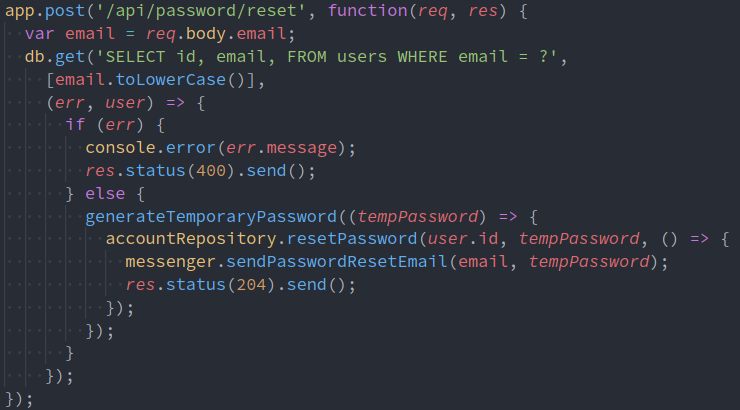 app.post('/api/password/reset', function(req, res) {
  var email = req.body.email;
  db.get('SELECT id, email, FROM users WHERE email = ?',
    [email.toLowerCase()],
    (err, user) => {
      if (err) {
        console.error(err.message);
        res.status(400).send();
      } else {
        generateTemporaryPassword((tempPassword) => {
          accountRepository.resetPassword(user.id, tempPassword, () => {
            messenger.sendPasswordResetEmail(email, tempPassword);
            res.status(204).send();
          });
        });
      }
    });
});